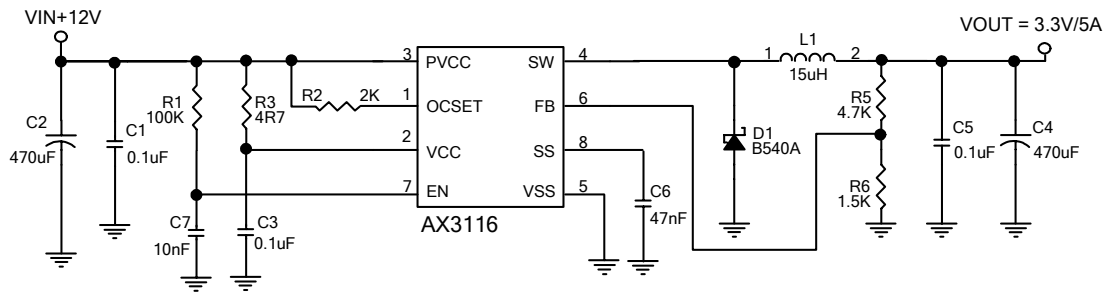 VIN+12V
VOUT = 3.3V/5A
L1
1 2
15uH
3 PVCC SW 4
R1
100K
R3
4R7
R2 2K
1 OCSET FB 6
R5
4.7K
C2
470uF
C1
0.1uF
D1
B540A
C5
0.1uF
C4
470uF
2 VCC SS 8
7 EN VSS 5
R6
1.5K
C6
47nF
AX3116
C7
10nF
C3
0.1uF